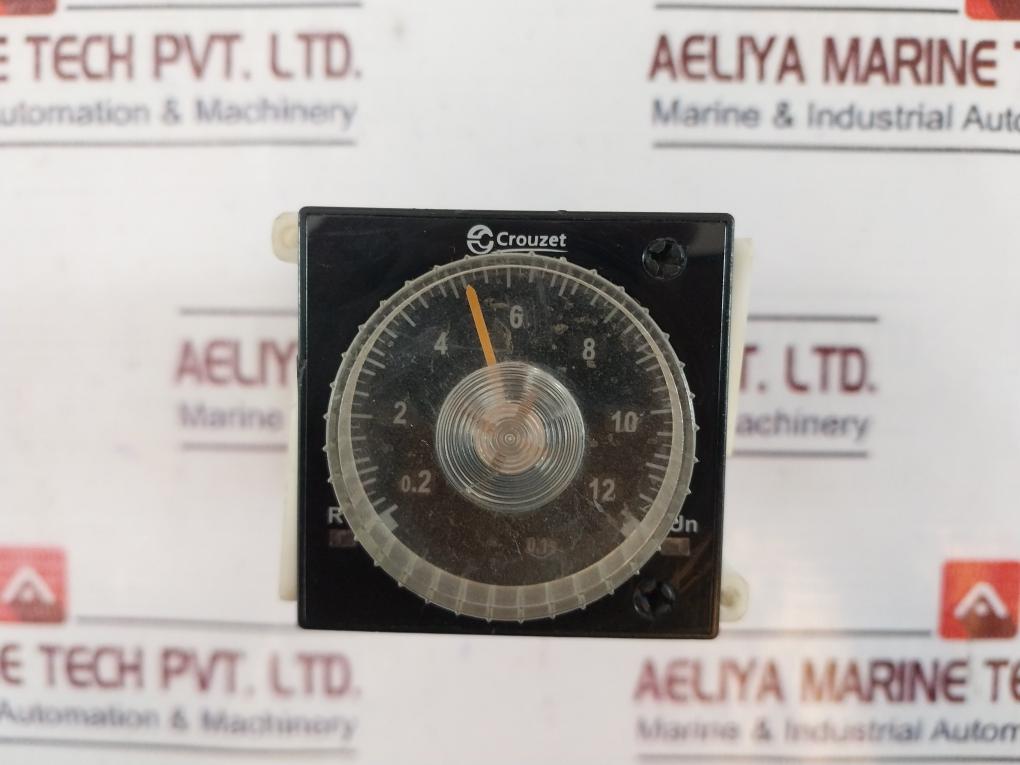 E TECH PVT. LTD.
utomation & Machinery
AELIYA MARINE T
Marine & Industrial Auto
Crouzet
6
4
8
2
10
0.2
12
R
Un
AELIYA
T. LTD.
Marine
achinery
E TECH PVT. LTD.
Automation & Machinery
AELIYA MARINE TE
Marine & Industrial Autom